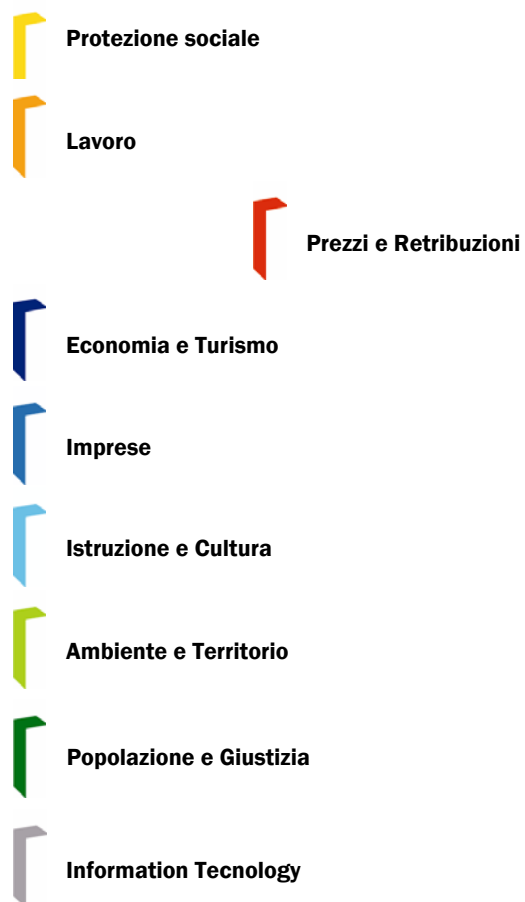 Protezione sociale
Lavoro
Prezzi e Retribuzioni
Economia e Turismo
Imprese
Istruzione e Cultura
Ambiente e Territorio
Popolazione e Giustizia
Information Tecnology